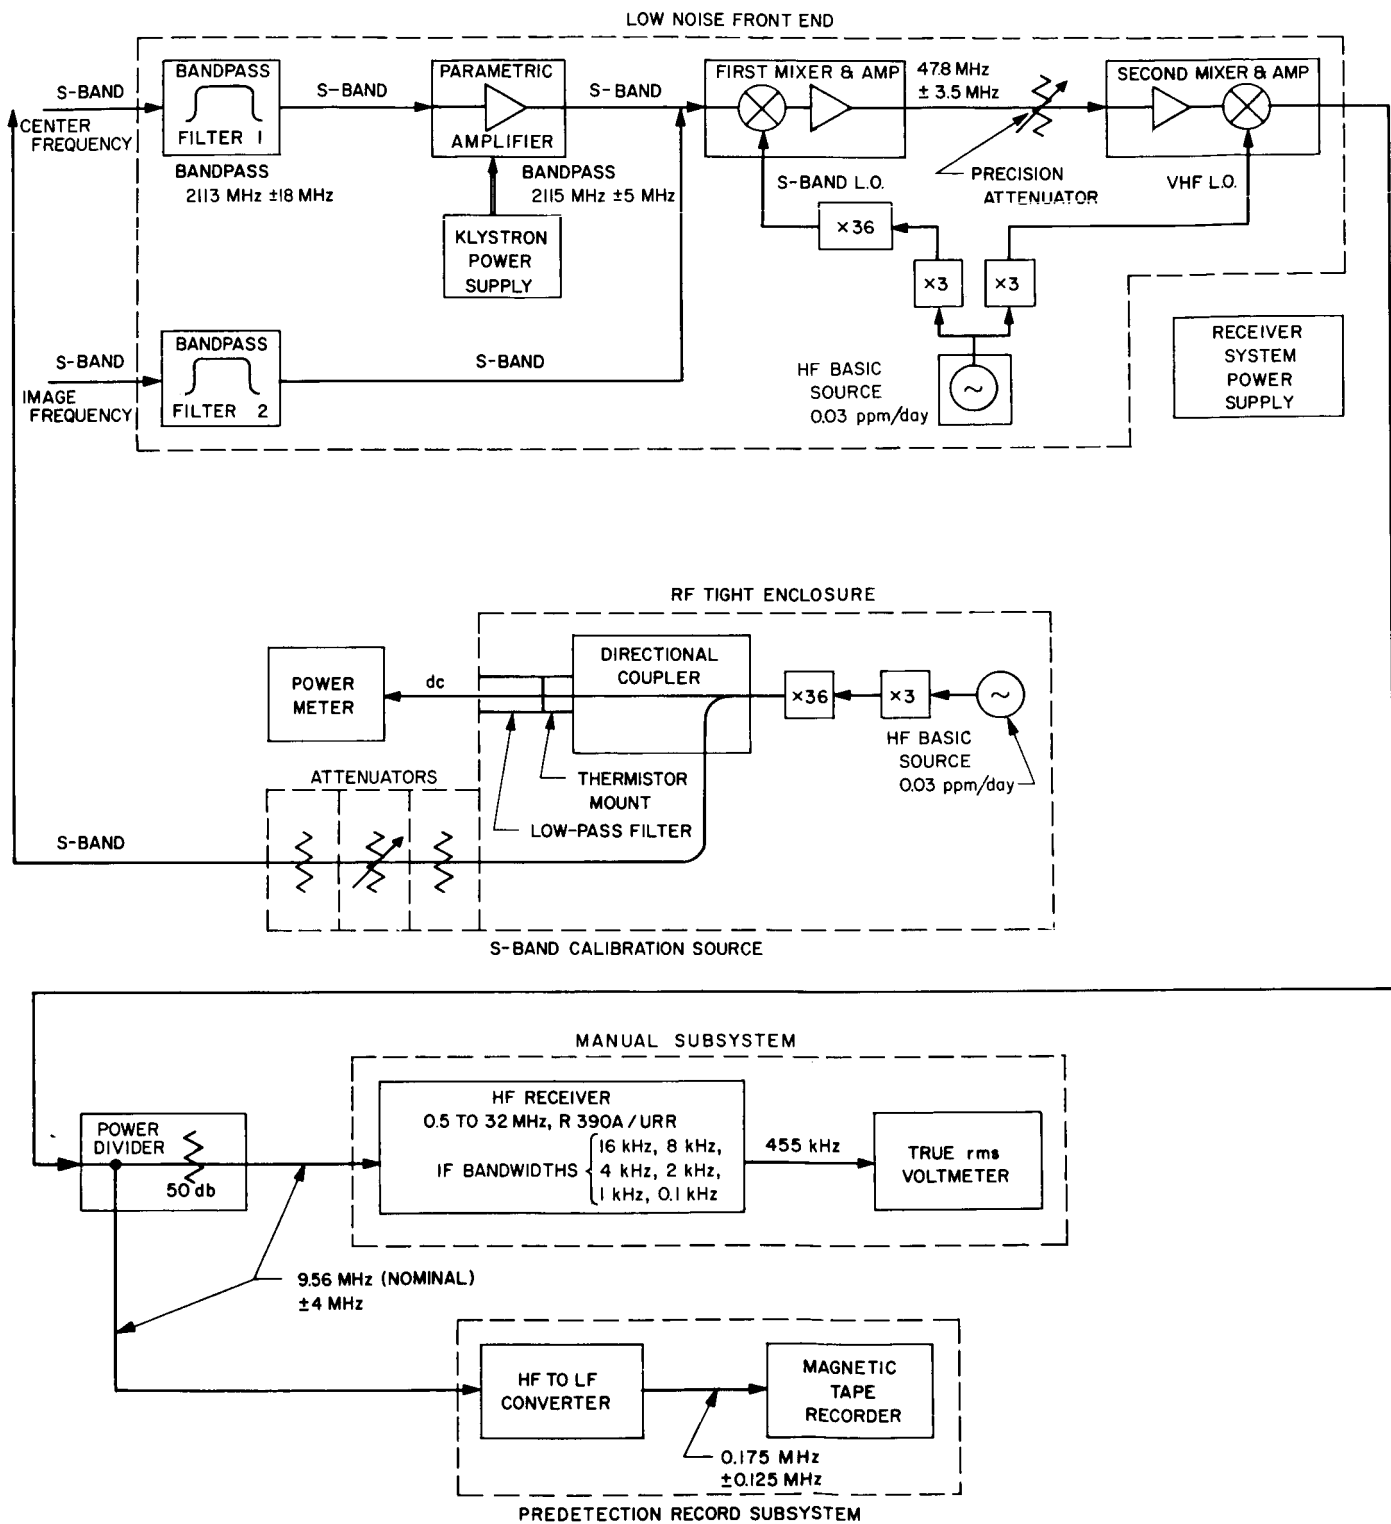 LOW NOISE FRONT END
S-BAND
CENTER
FREQUENCY
BANDPASS
FILTER 1
BANDPASS
2113 MHz ±18 MHz
S-BAND
PARAMETRIC
AMPLIFIER
BANDPASS
2115 MHz ±5 MHz
KLYSTRON
POWER
SUPPLY
S-BAND
FIRST MIXER & AMP
47.8 MHz
± 3.5 MHz
SECOND MIXER & AMP
S-BAND L.O.
PRECISION
ATTENUATOR
VHF L.O.
×36
×3
×3
HF BASIC
SOURCE
0.03 ppm/day
~
RECEIVER
SYSTEM
POWER
SUPPLY
S-BAND
IMAGE
FREQUENCY
BANDPASS
FILTER 2
S-BAND
RF TIGHT ENCLOSURE
POWER
METER
dc
DIRECTIONAL
COUPLER
×36
×3
~
HF BASIC
SOURCE
0.03 ppm/day
ATTENUATORS
THERMISTOR
MOUNT
LOW-PASS FILTER
S-BAND
S-BAND CALIBRATION SOURCE
MANUAL SUBSYSTEM
POWER
DIVIDER
50 db
HF RECEIVER
0.5 TO 32 MHz, R 390A/URR
IF BANDWIDTHS
16 kHz, 8 kHz,
4 kHz, 2 kHz,
1 kHz, 0.1 kHz
455 kHz
TRUE rms
VOLTMETER
9.56 MHz (NOMINAL)
±4 MHz
HF TO LF
CONVERTER
MAGNETIC
TAPE
RECORDER
0.175 MHz
±0.125 MHz
PREDETECTION RECORD SUBSYSTEM